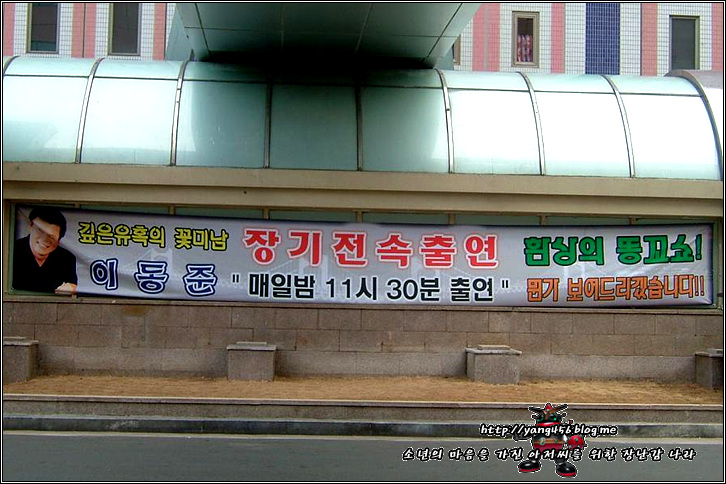 깊은유혹의 꽃미남
이 동 준
장기전속출연
" 매일밤 11시 30분 출연 "
환상의 똥꼬쇼!
뭔가 보여드리겠습니다!!
http://yang456.blog.me
소년의 마음을 가진 아저씨를 위한 장난감 나라